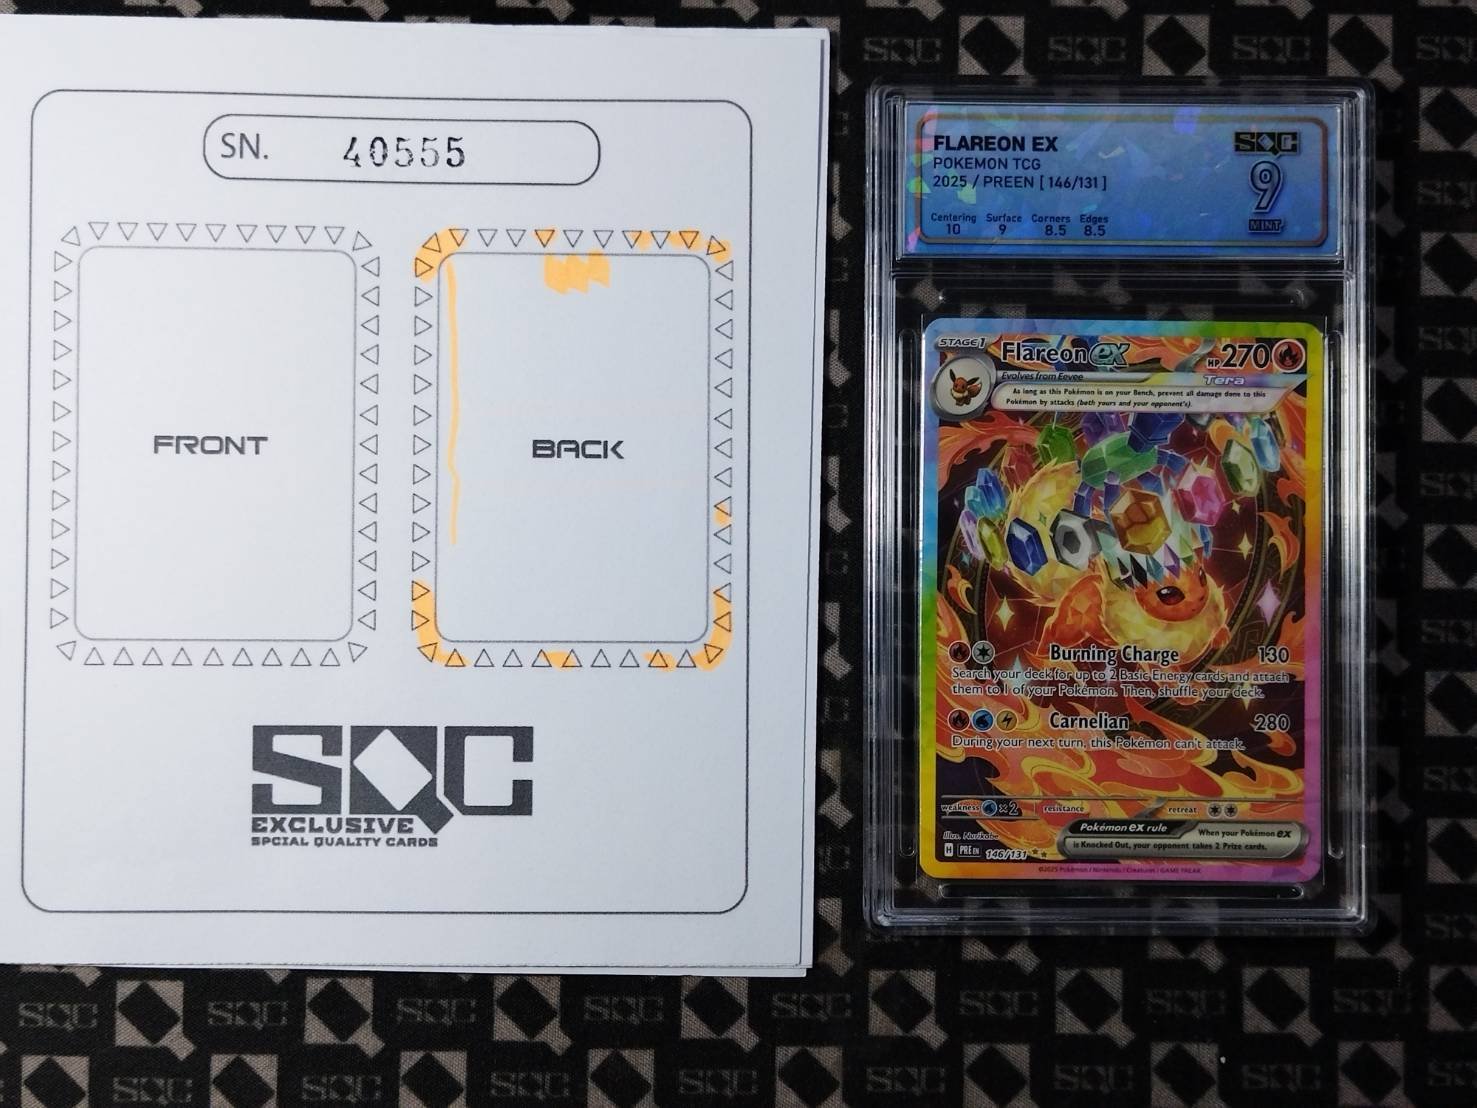 SN. 40555
FRONT
BACK
SQC
EXCLUSIVE
SPCIAL QUALITY CARDS
FLAREON EX
POKEMON TCG
2025 / PREEN [ 146/131 ]
Centering Surface Corners Edges
10 9 8.5 8.5
SQC
9
MINT
STAGE 1
Flareon ex
HP 270
Evolves from Eevee
Tera
As long as this Pokémon is on your Bench, prevent all damage done to this
Pokémon by attacks (both yours and your opponent's).
Burning Charge 130
Search your deck for up to 2 Basic Energy cards and attach
them to 1 of your Pokémon. Then, shuffle your deck.
Carnelian 280
During your next turn, this Pokémon can't attack.
weakness ×2 resistance retreat
Illus. Nurikabe
Pokémon ex rule
When your Pokémon ex
is Knocked Out, your opponent takes 2 Prize cards.
H PRE EN 146/131
©2025 Pokémon / Nintendo / Creatures / GAME FREAK